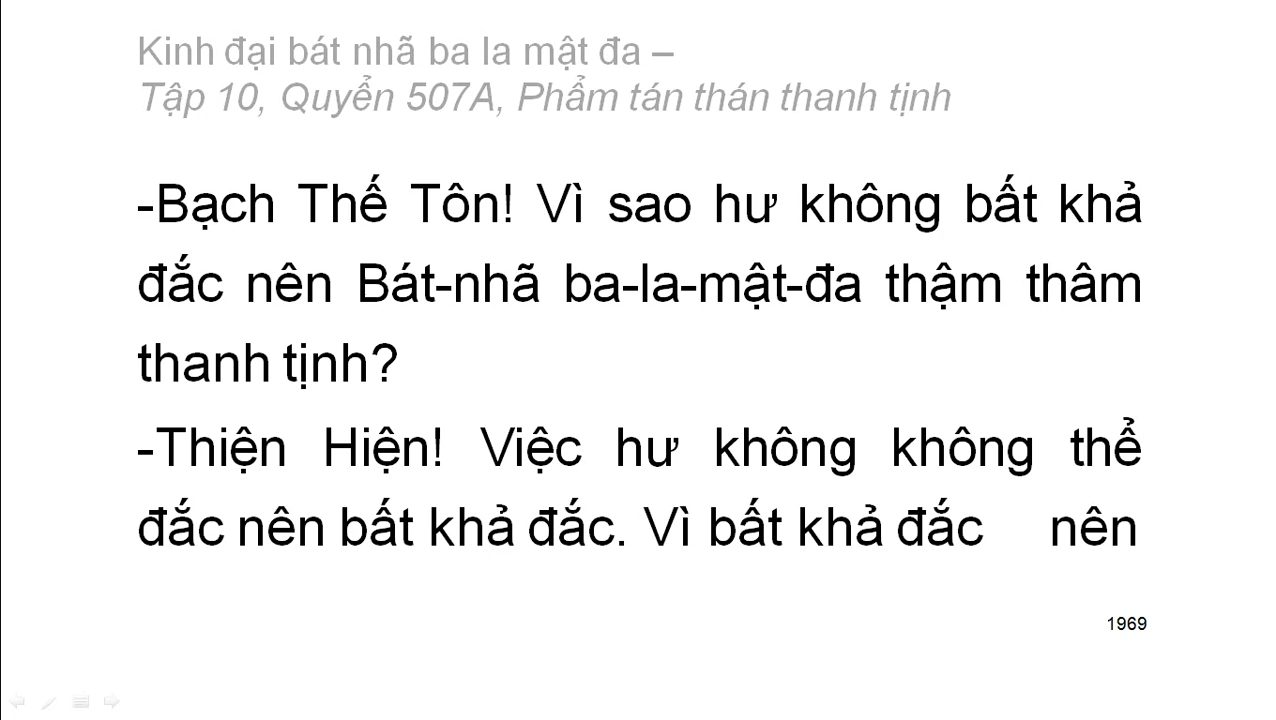 Kinh đại bát nhã ba la mật đa –
Tập 10, Quyển 507A, Phẩm tán thán thanh tịnh
-Bạch Thế Tôn! Vì sao hư không bất khả
đắc nên Bát-nhã ba-la-mật-đa thậm thâm
thanh tịnh?
-Thiện Hiện! Việc hư không không thể
đắc nên bất khả đắc. Vì bất khả đắc nên
1969